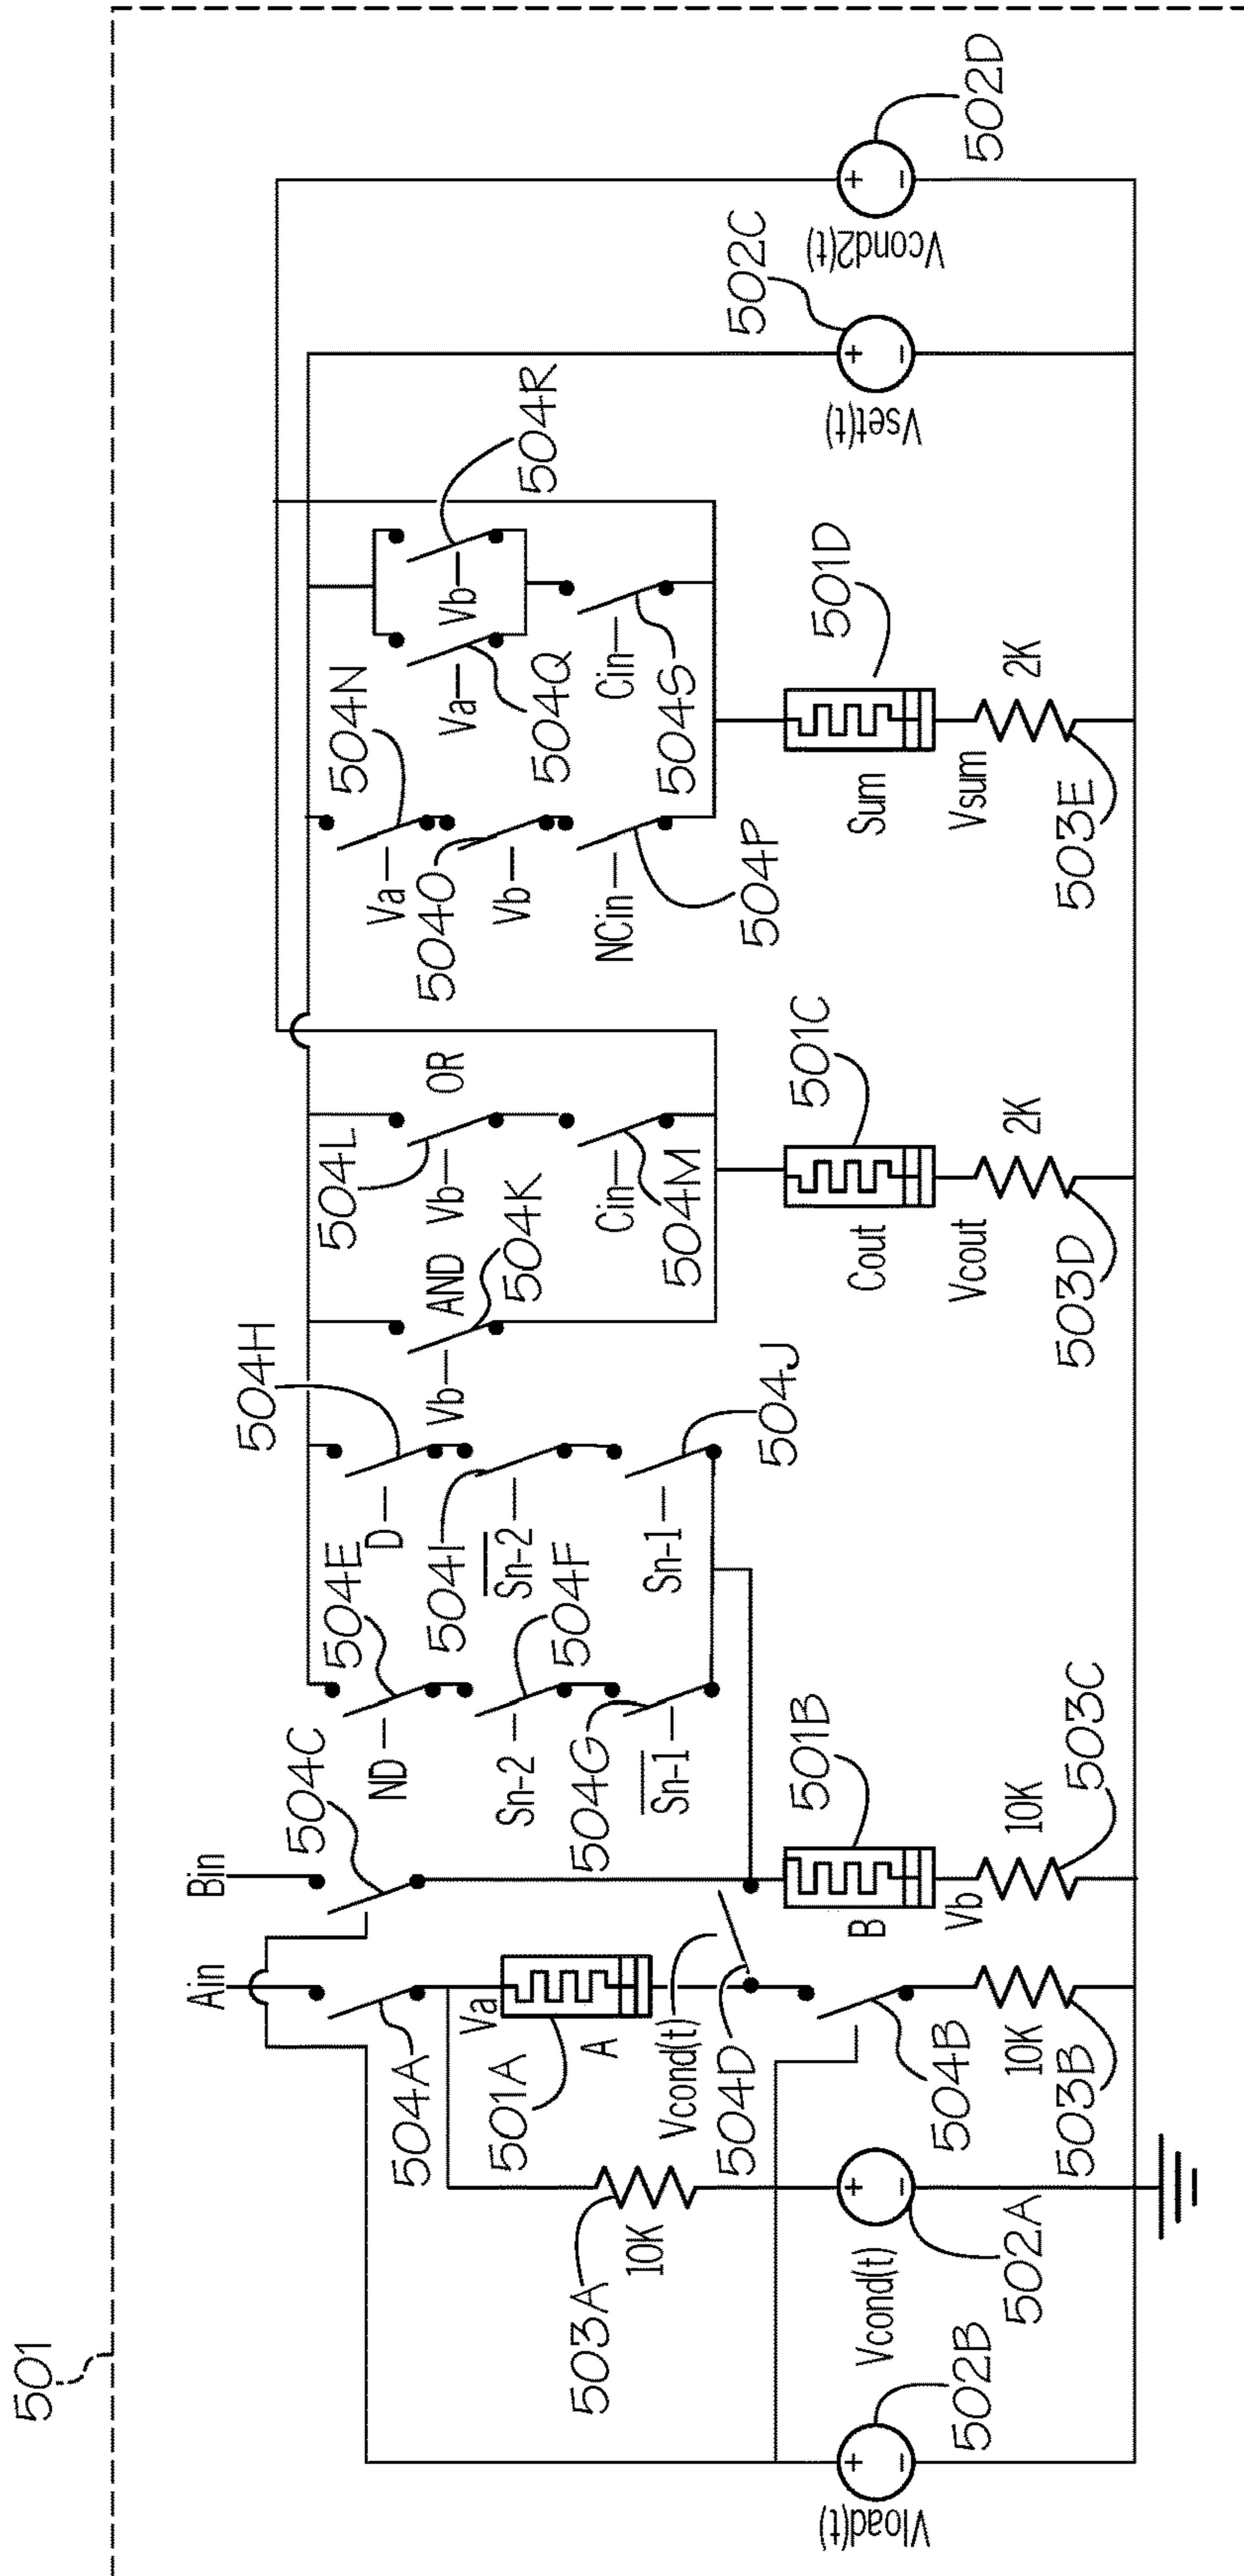 501
Vload(t)
502B
Vcond(t)
502A
503A
10K
Ain
504A
Va
501A
A
Vcond(t)
504D
504B
10K
503B
Bin
504C
501B
B
Vb
10K
503C
504E
ND
504F
Sn-2
504G
S̅n̅-̅1̅
504H
D
504I
S̅n̅-̅2̅
504J
Sn-1
Vb
AND
504K
504L
Vb
OR
Cin
504M
501C
Cout
Vcout
2K
503D
504N
Va
504O
Vb
NCin
504P
Va
504Q
Vb
504R
Cin
504S
501D
Sum
Vsum
2K
503E
502C
Vset(t)
Vcond2(t)
502D